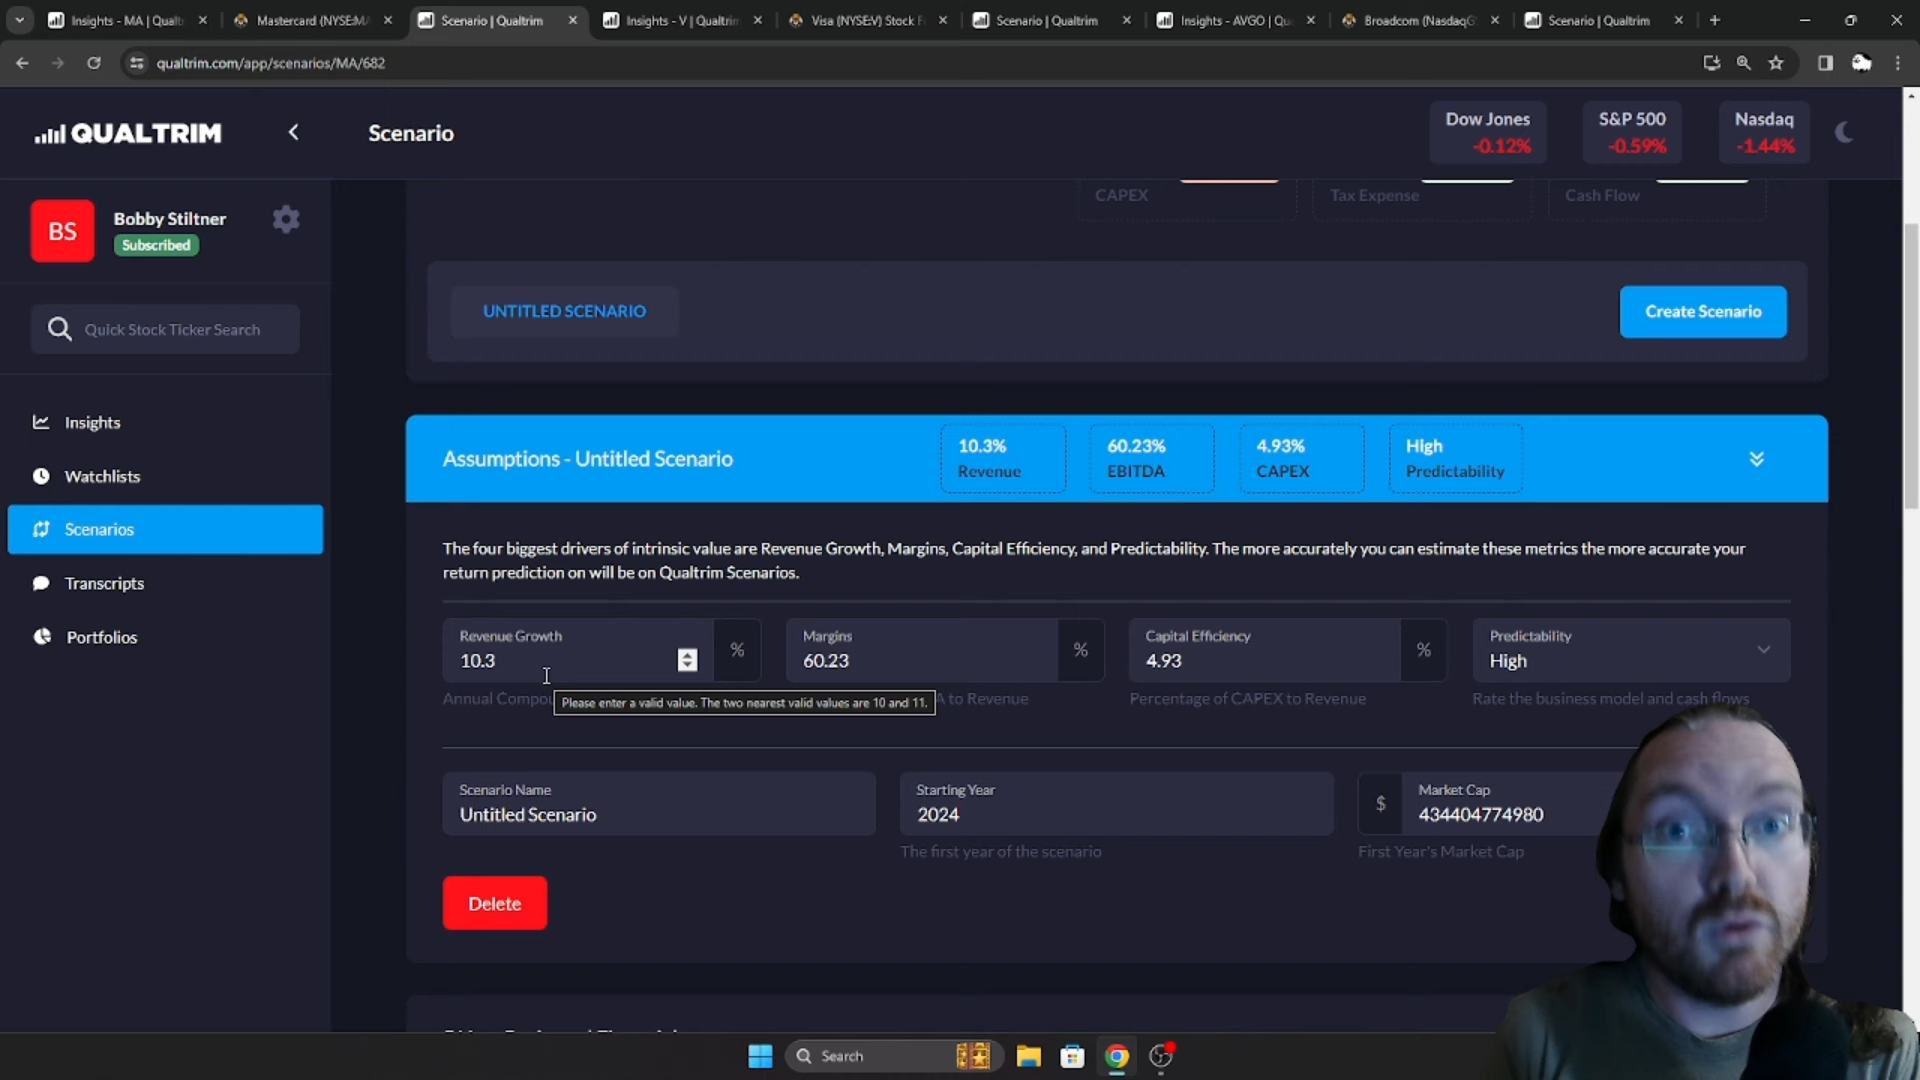 Insights - MA | Qualt
Mastercard (NYSE:MA
Scenario | Qualtrim
Insights - V | Qualtrim
Visa (NYSE:V) Stock F
Scenario | Qualtrim
Insights - AVGO | Qu
Broadcom (NasdaqG
Scenario | Qualtrim
qualtrim.com/app/scenarios/MA/682
QUALTRIM
Scenario
Dow Jones
-0.12%
S&P 500
-0.59%
Nasdaq
-1.44%
BS
Bobby Stiltner
Subscribed
Quick Stock Ticker Search
Insights
Watchlists
Scenarios
Transcripts
Portfolios
CAPEX
Tax Expense
Cash Flow
UNTITLED SCENARIO
Create Scenario
Assumptions - Untitled Scenario
10.3%
Revenue
60.23%
EBITDA
4.93%
CAPEX
High
Predictability
The four biggest drivers of intrinsic value are Revenue Growth, Margins, Capital Efficiency, and Predictability. The more accurately you can estimate these metrics the more accurate your
return prediction on will be on Qualtrim Scenarios.
Revenue Growth
10.3
%
Margins
60.23
%
Capital Efficiency
4.93
%
Predictability
High
Annual Compou
Please enter a valid value. The two nearest valid values are 10 and 11.
A to Revenue
Percentage of CAPEX to Revenue
Rate the business model and cash flows
Scenario Name
Untitled Scenario
Starting Year
2024
$
Market Cap
434404774980
The first year of the scenario
First Year's Market Cap
Delete
Search